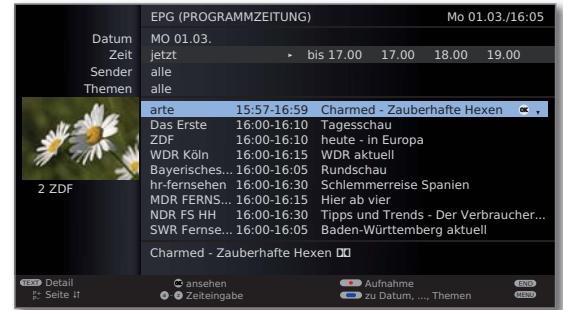 EPG (PROGRAMMZEITUNG) Mo 01.03./16:05
Datum MO 01.03.
Zeit jetzt bis 17.00 17.00 18.00 19.00
Sender alle
Themen alle
arte 15:57-16:59 Charmed - Zauberhafte Hexen OK
Das Erste 16:00-16:10 Tagesschau
ZDF 16:00-16:10 heute - in Europa
WDR Köln 16:00-16:15 WDR aktuell
Bayerisches... 16:00-16:05 Rundschau
hr-fernsehen 16:00-16:30 Schlemmerreise Spanien
MDR FERNS... 16:00-16:15 Hier ab vier
NDR FS HH 16:00-16:30 Tipps und Trends - Der Verbraucher...
SWR Fernse... 16:00-16:05 Baden-Württemberg aktuell
2 ZDF
Charmed - Zauberhafte Hexen
TEXT Detail OK ansehen Aufnahme END
P+ P- Seite Zeiteingabe zu Datum, ..., Themen MENU